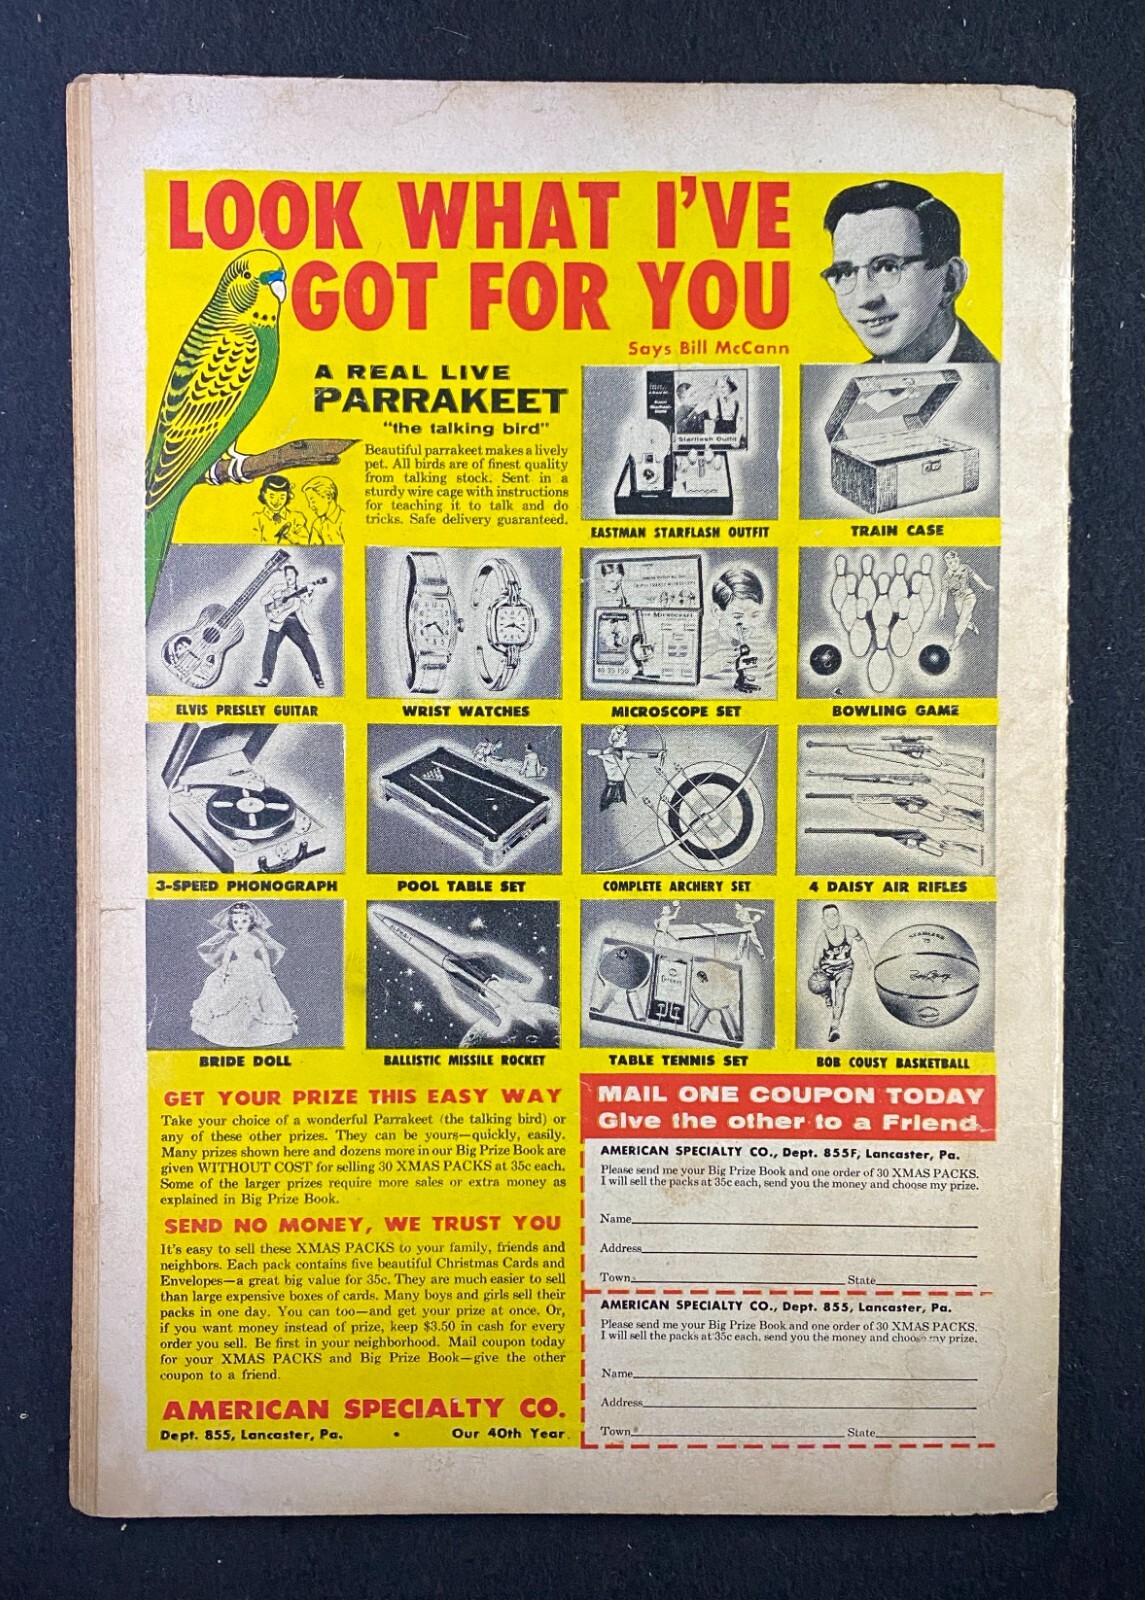 LOOK WHAT I'VE
GOT FOR YOU
Says Bill McCann
A REAL LIVE
PARRAKEET
"the talking bird"
Beautiful parrakeet makes a lively
pet. All birds are of finest quality
from talking stock. Sent in a
sturdy wire cage with instructions
for teaching it to talk and do
tricks. Safe delivery guaranteed.
Starflash Outfit
EASTMAN STARFLASH OUTFIT
TRAIN CASE
ELVIS PRESLEY GUITAR
WRIST WATCHES
MICROSCOPE SET
BOWLING GAME
3-SPEED PHONOGRAPH
POOL TABLE SET
COMPLETE ARCHERY SET
4 DAISY AIR RIFLES
BRIDE DOLL
BALLISTIC MISSILE ROCKET
TABLE TENNIS SET
BOB COUSY BASKETBALL
GET YOUR PRIZE THIS EASY WAY
Take your choice of a wonderful Parrakeet (the talking bird) or
any of these other prizes. They can be yours—quickly, easily.
Many prizes shown here and dozens more in our Big Prize Book are
given WITHOUT COST for selling 30 XMAS PACKS at 35c each.
Some of the larger prizes require more sales or extra money as
explained in Big Prize Book.
SEND NO MONEY, WE TRUST YOU
It's easy to sell these XMAS PACKS to your family, friends and
neighbors. Each pack contains five beautiful Christmas Cards and
Envelopes—a great big value for 35c. They are much easier to sell
than large expensive boxes of cards. Many boys and girls sell their
packs in one day. You can too—and get your prize at once. Or,
if you want money instead of prize, keep $3.50 in cash for every
order you sell. Be first in your neighborhood. Mail coupon today
for your XMAS PACKS and Big Prize Book—give the other
coupon to a friend.
AMERICAN SPECIALTY CO.
Dept. 855, Lancaster, Pa. • Our 40th Year
MAIL ONE COUPON TODAY
Give the other to a Friend
AMERICAN SPECIALTY CO., Dept. 855F, Lancaster, Pa.
Please send me your Big Prize Book and one order of 30 XMAS PACKS.
I will sell the packs at 35c each, send you the money and choose my prize.
Name
Address
Town State
AMERICAN SPECIALTY CO., Dept. 855, Lancaster, Pa.
Please send me your Big Prize Book and one order of 30 XMAS PACKS.
I will sell the packs at 35c each, send you the money and choose my prize.
Name
Address
Town State